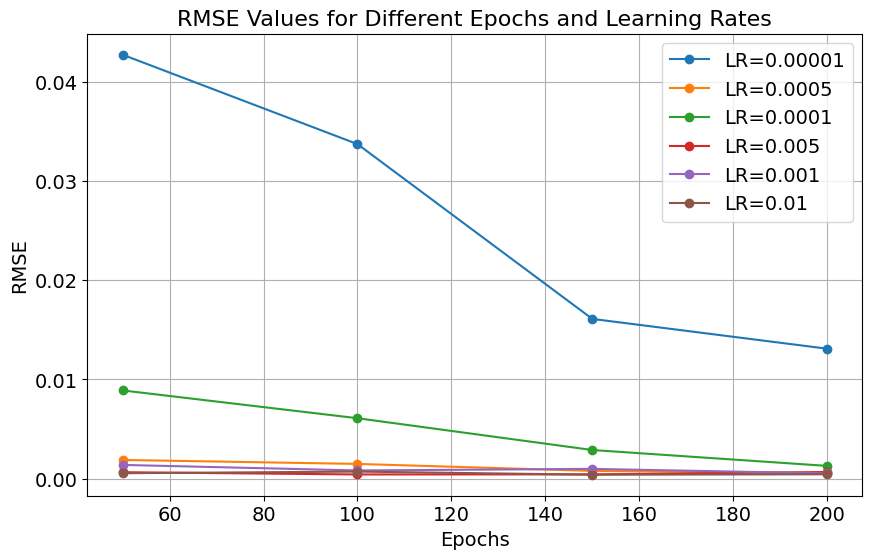 RMSE Values for Different Epochs and Learning Rates
LR=0.00001
LR=0.0005
LR=0.0001
LR=0.005
LR=0.001
LR=0.01
RMSE
0.04
0.03
0.02
0.01
0.00
60 80 100 120 140 160 180 200
Epochs